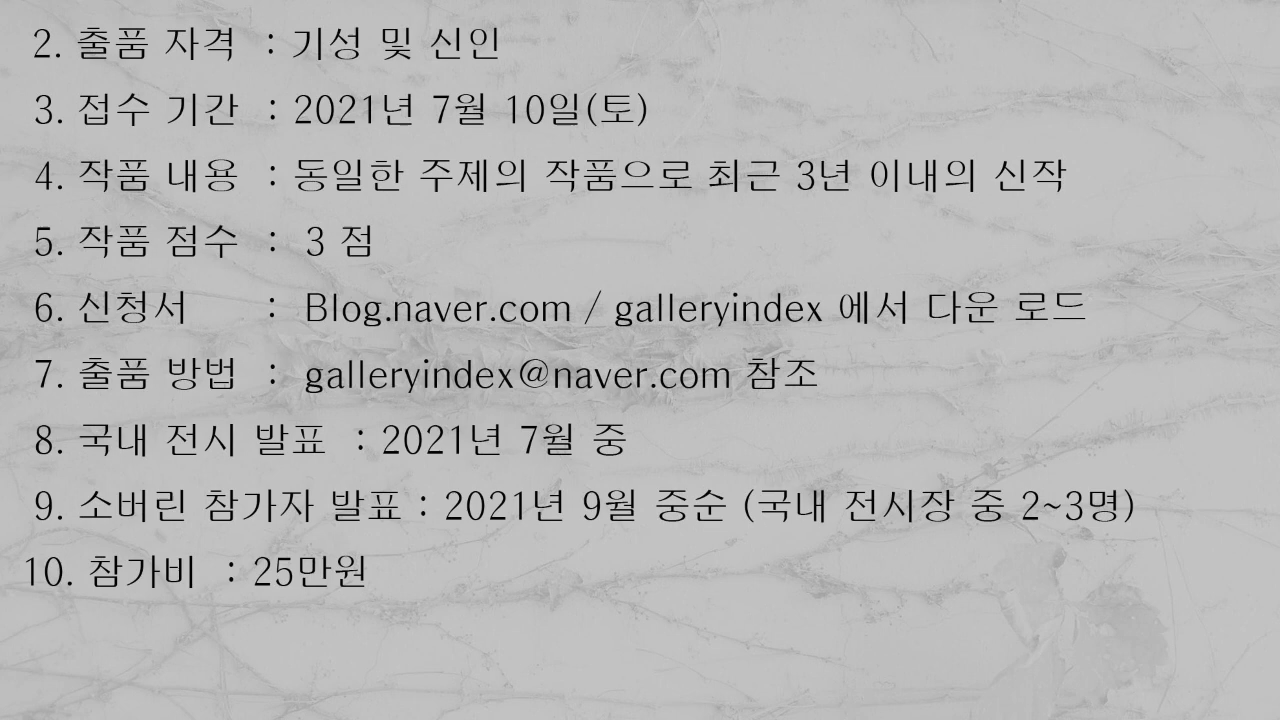 2. 출품 자격 : 기성 및 신인
3. 접수 기간 : 2021년 7월 10일(토)
4. 작품 내용 : 동일한 주제의 작품으로 최근 3년 이내의 신작
5. 작품 점수 : 3 점
6. 신청서 : Blog.naver.com / galleryindex 에서 다운 로드
7. 출품 방법 : galleryindex@naver.com 참조
8. 국내 전시 발표 : 2021년 7월 중
9. 소버린 참가자 발표 : 2021년 9월 중순 (국내 전시장 중 2~3명)
10. 참가비 : 25만원